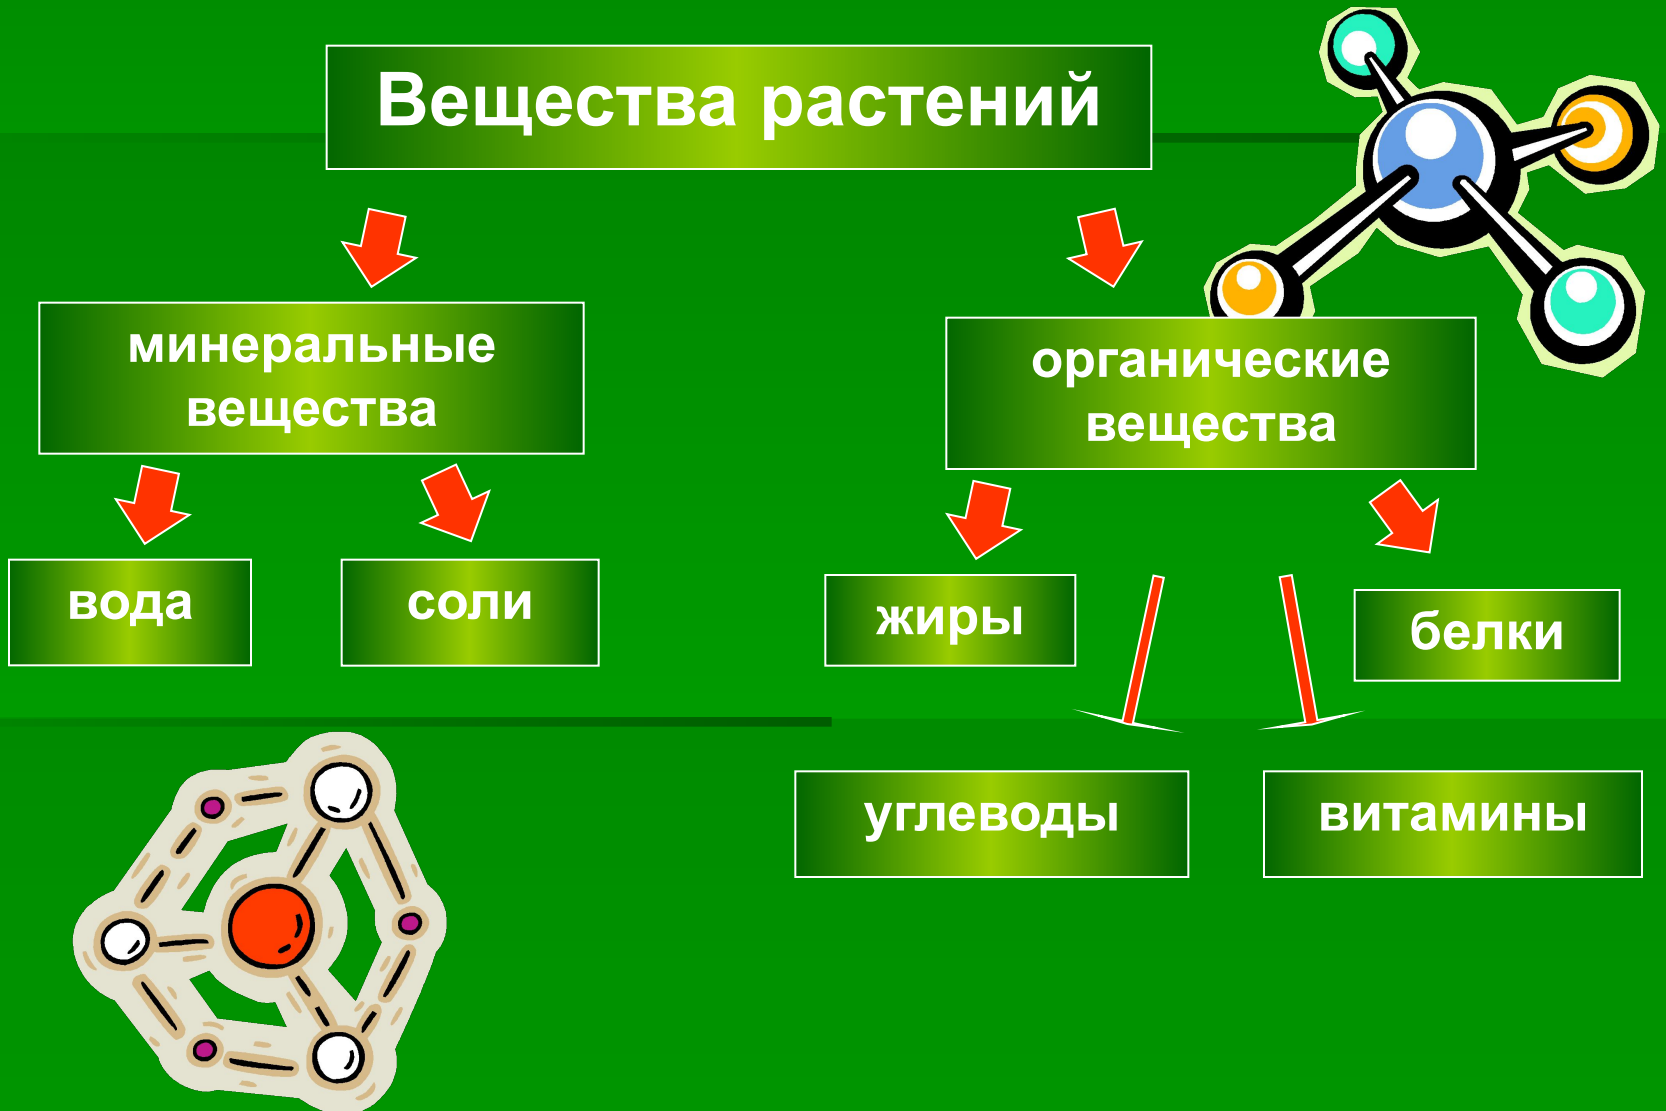 Вещества растений
минеральные
вещества
органические
вещества
вода
соли
жиры
белки
углеводы
витамины